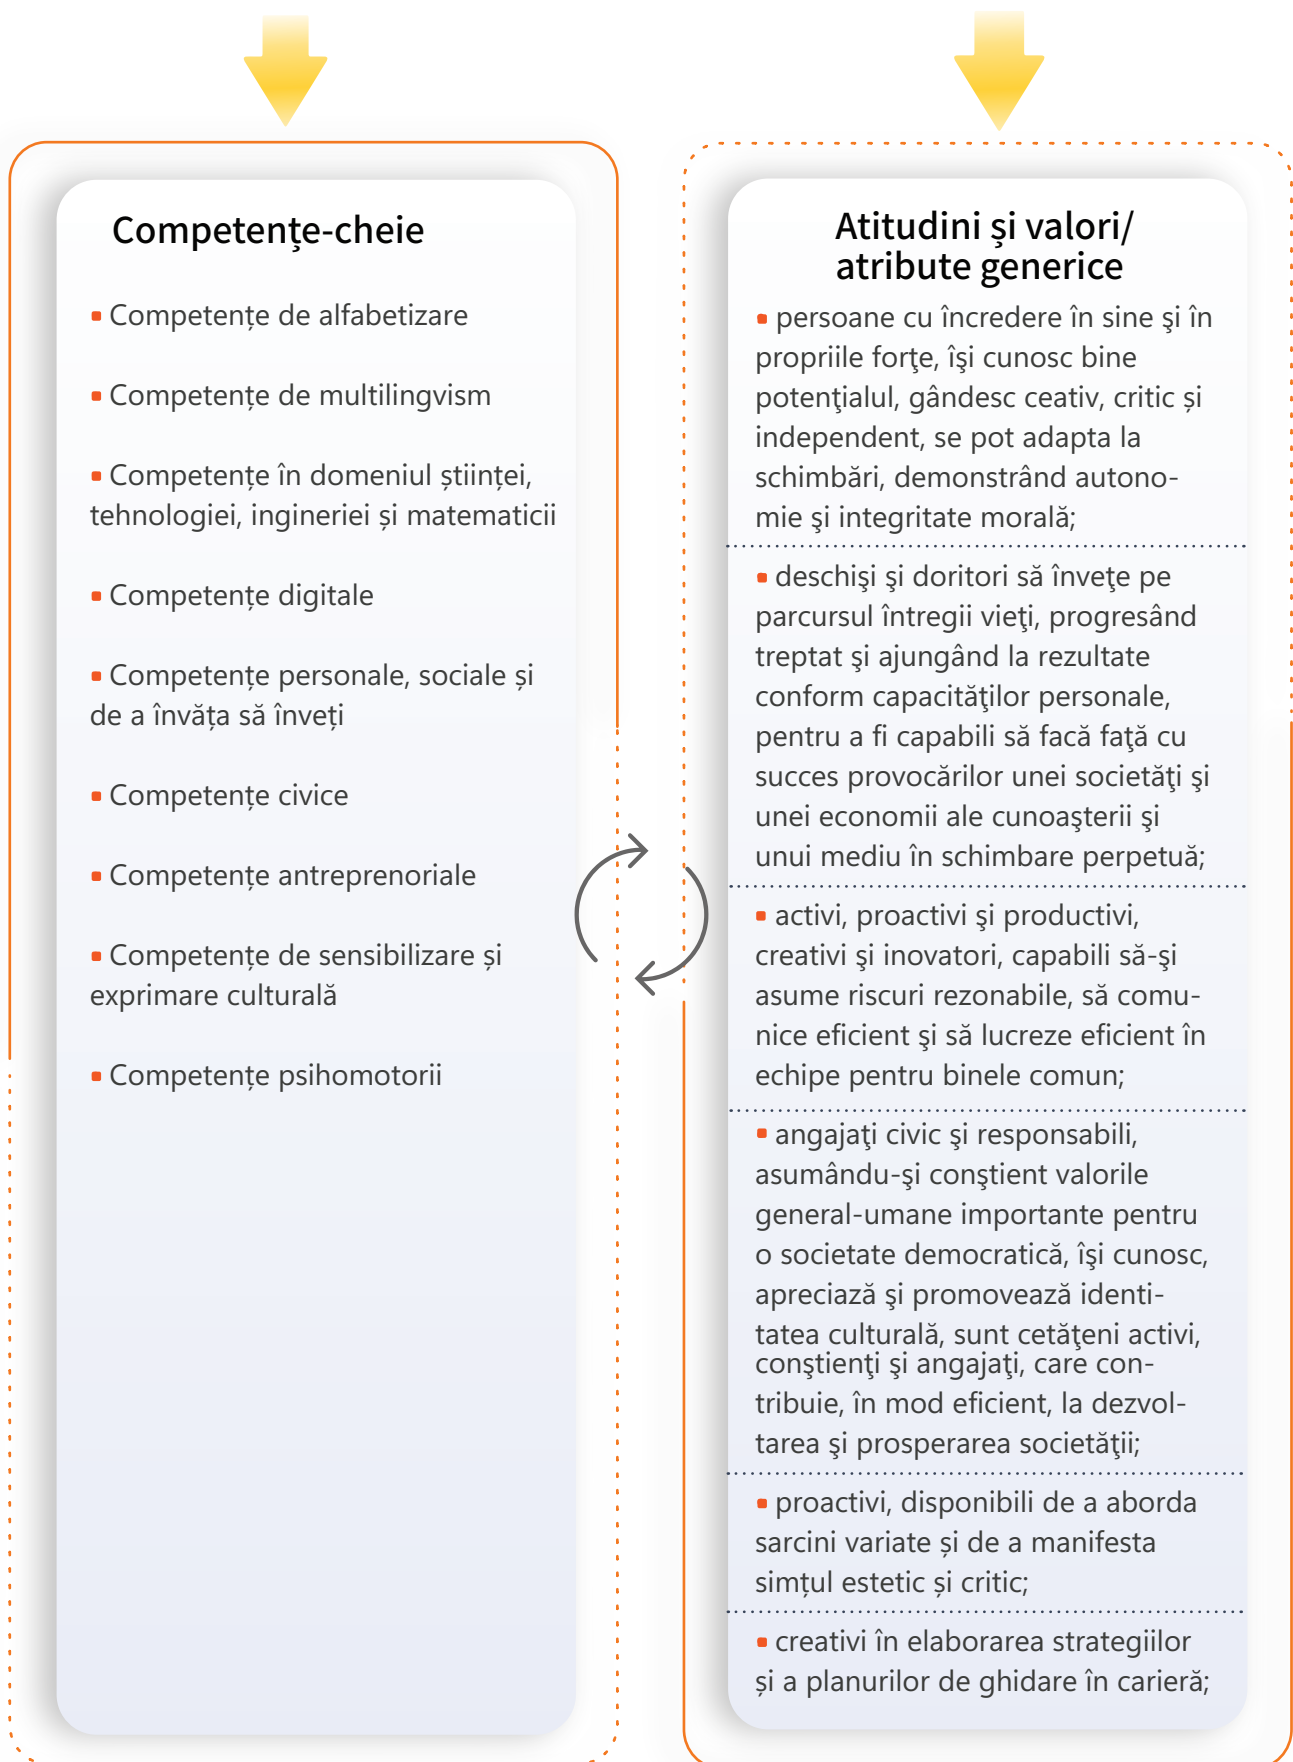 Competențe-cheie
▪ Competențe de alfabetizare
▪ Competențe de multilingvism
▪ Competențe în domeniul științei,
tehnologiei, ingineriei și matematicii
▪ Competențe digitale
▪ Competențe personale, sociale și
de a învăța să înveți
▪ Competențe civice
▪ Competențe antreprenoriale
▪ Competențe de sensibilizare și
exprimare culturală
▪ Competențe psihomotorii
Atitudini și valori/
atribute generice
▪ persoane cu încredere în sine şi în
propriile forţe, îşi cunosc bine
potenţialul, gândesc ceativ, critic și
independent, se pot adapta la
schimbări, demonstrând autono-
mie şi integritate morală;
▪ deschişi şi doritori să înveţe pe
parcursul întregii vieţi, progresând
treptat şi ajungând la rezultate
conform capacităţilor personale,
pentru a fi capabili să facă faţă cu
succes provocărilor unei societăţi şi
unei economii ale cunoaşterii şi
unui mediu în schimbare perpetuă;
▪ activi, proactivi şi productivi,
creativi şi inovatori, capabili să-şi
asume riscuri rezonabile, să comu-
nice eficient şi să lucreze eficient în
echipe pentru binele comun;
▪ angajaţi civic şi responsabili,
asumându-şi conştient valorile
general-umane importante pentru
o societate democratică, îşi cunosc,
apreciază şi promovează identi-
tatea culturală, sunt cetăţeni activi,
conştienţi şi angajaţi, care con-
tribuie, în mod eficient, la dezvol-
tarea şi prosperarea societăţii;
▪ proactivi, disponibili de a aborda
sarcini variate și de a manifesta
simțul estetic și critic;
▪ creativi în elaborarea strategiilor
și a planurilor de ghidare în carieră;